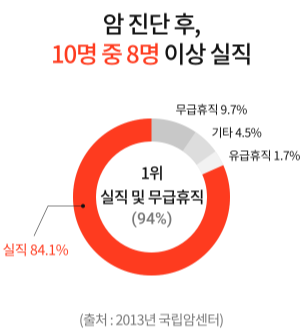 암 진단 후,
10명 중 8명 이상 실직
무급휴직 9.7%
기타 4.5%
유급휴직 1.7%
1위
실직 및 무급휴직
(94%)
실직 84.1%
(출처 : 2013년 국립암센터)